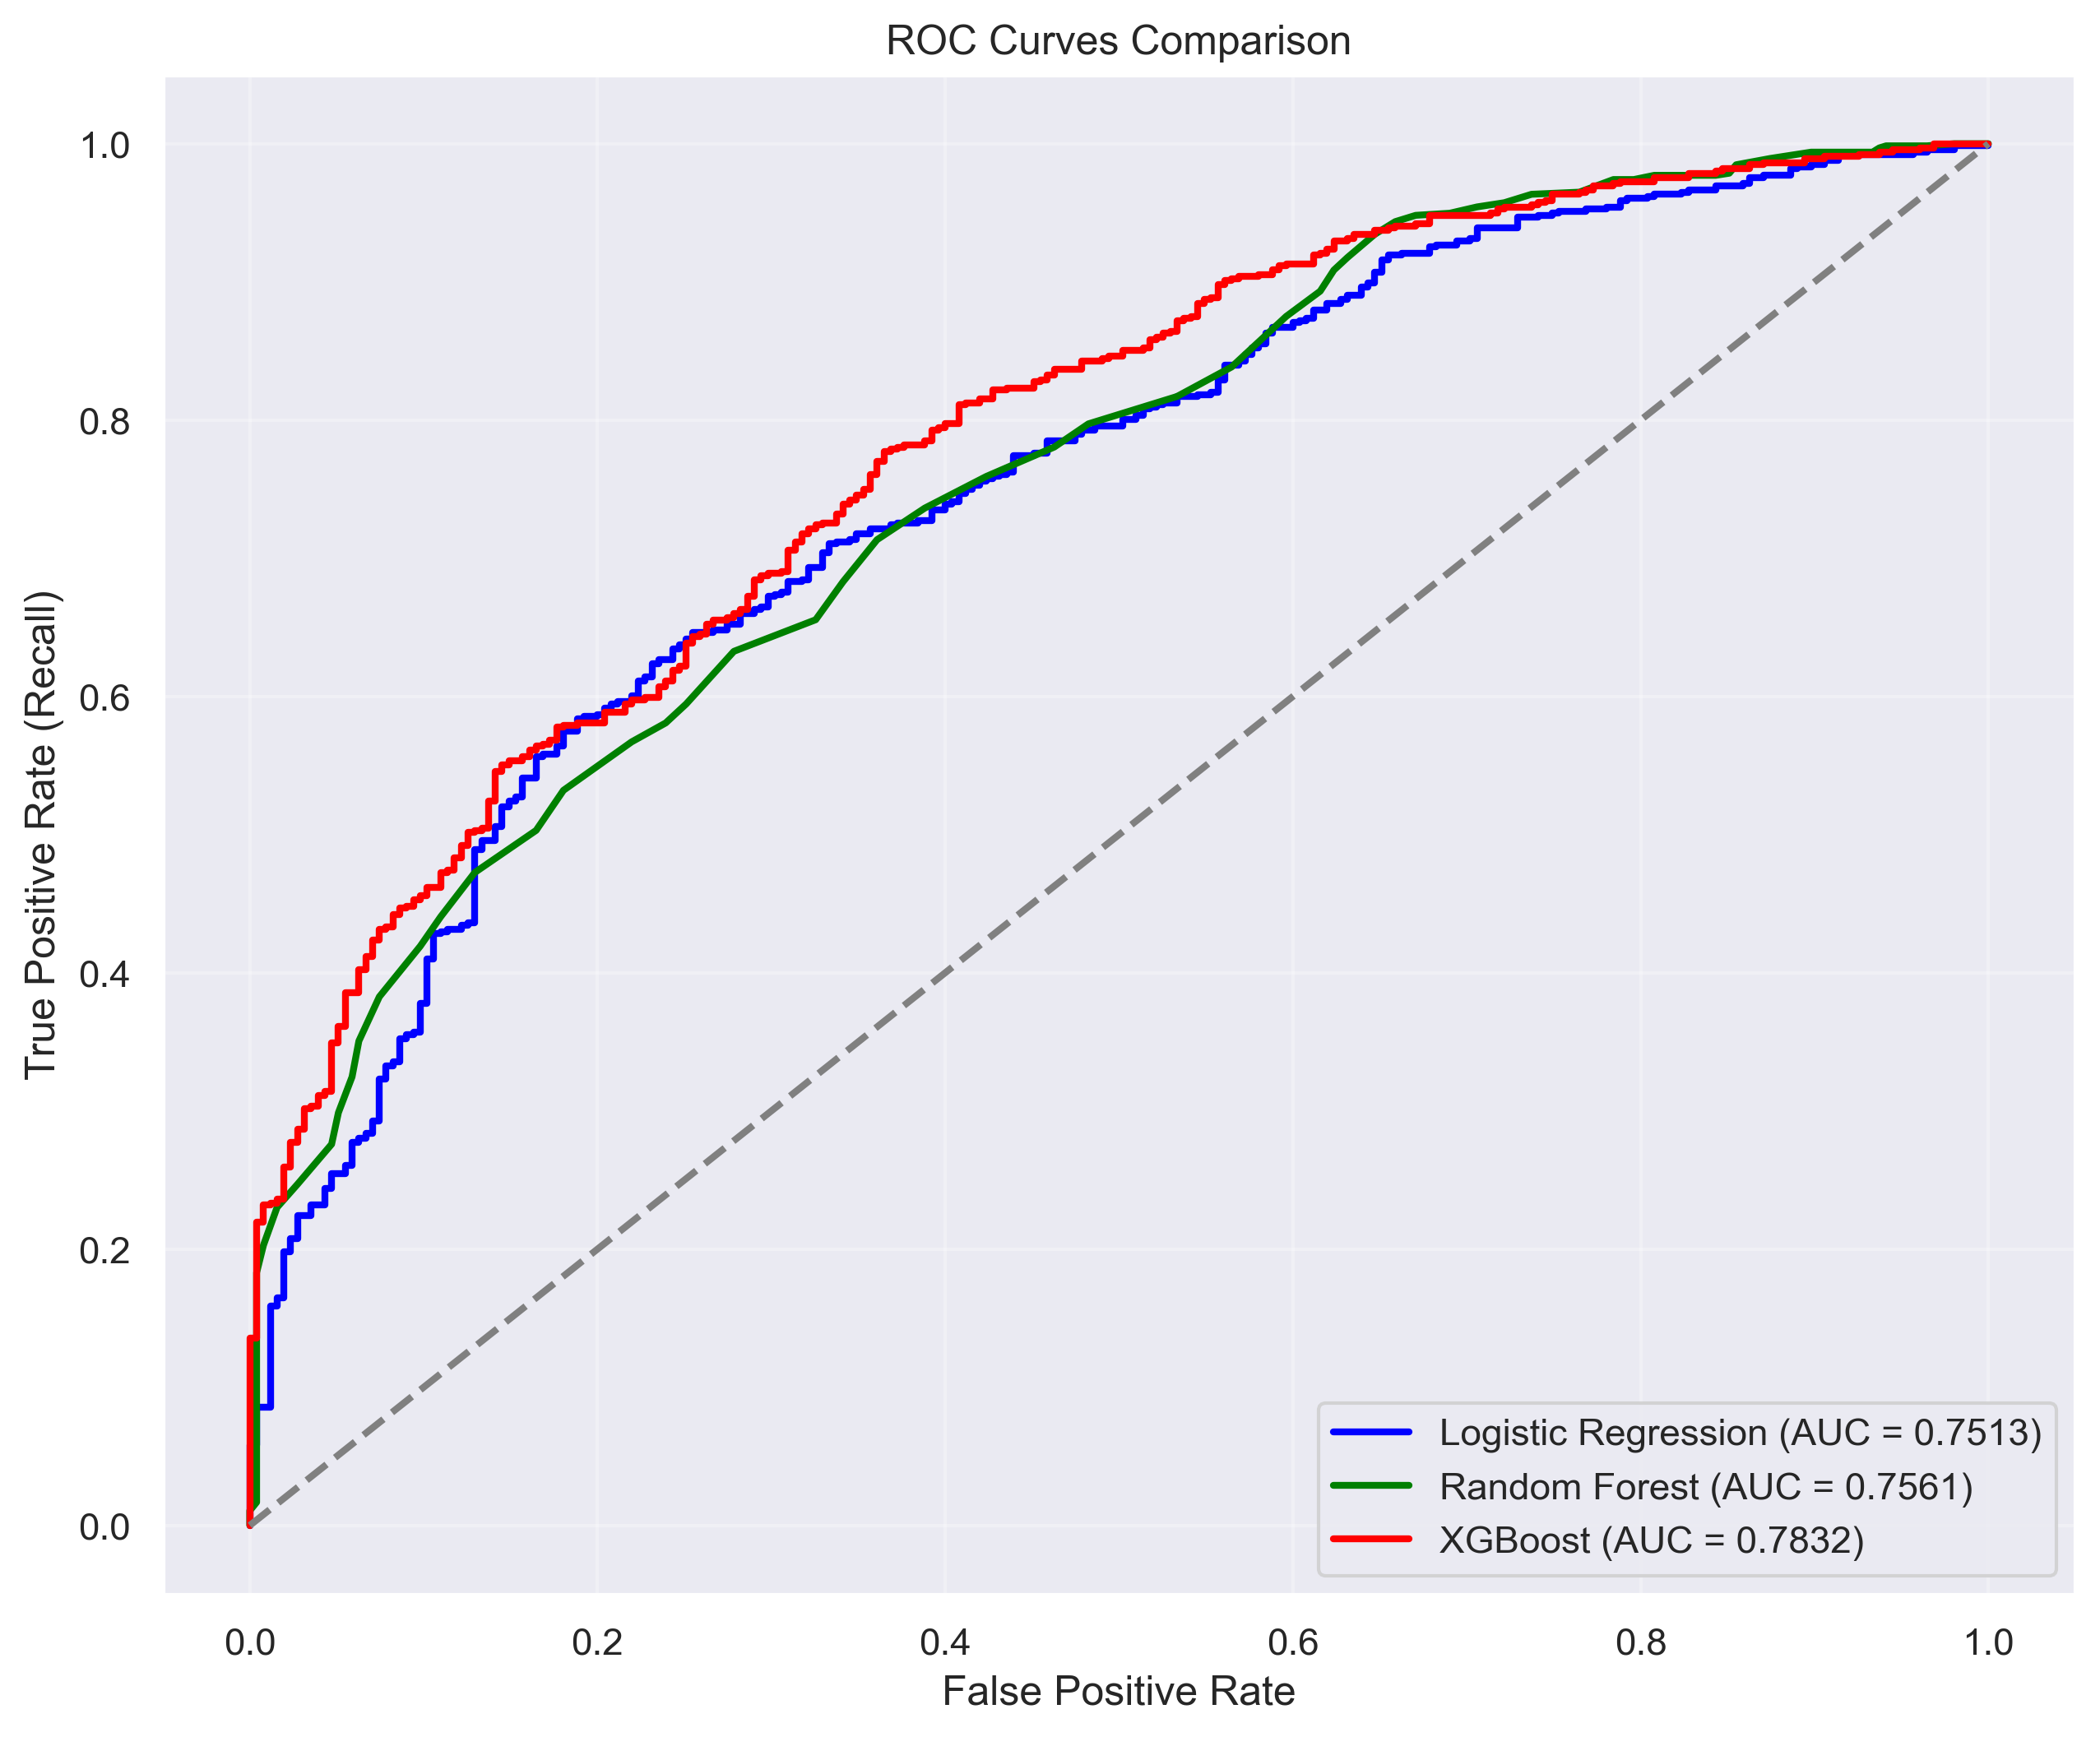 ROC Curves Comparison
1.0
0.8
0.6
0.4
0.2
0.0
True Positive Rate (Recall)
Logistic Regression (AUC = 0.7513)
Random Forest (AUC = 0.7561)
XGBoost (AUC = 0.7832)
0.0 0.2 0.4 0.6 0.8 1.0
False Positive Rate